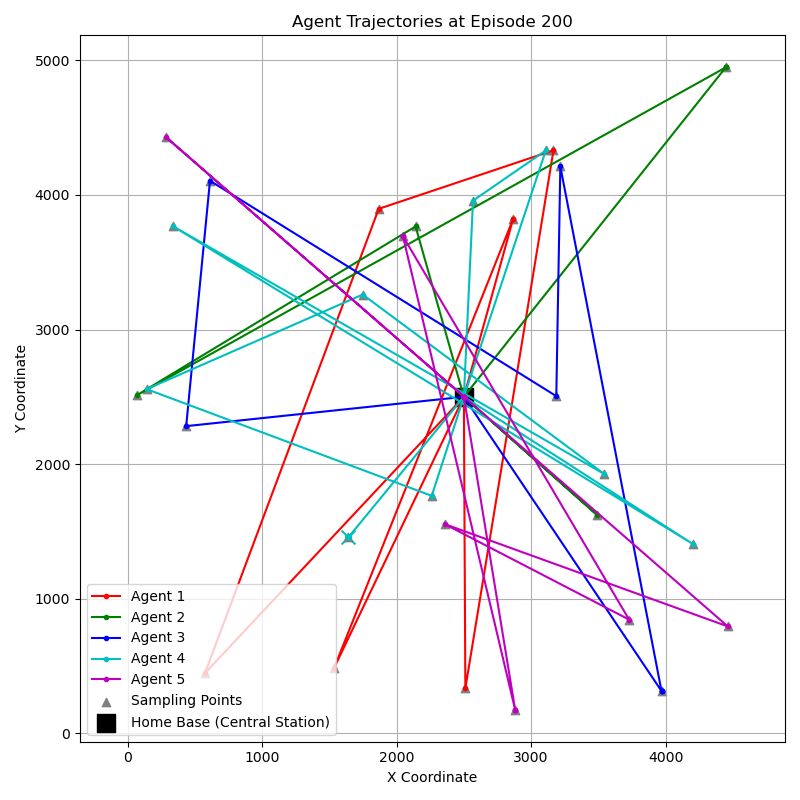 Agent Trajectories at Episode 200
5000
4000
3000
2000
1000
0
Y Coordinate
Agent 1
Agent 2
Agent 3
Agent 4
Agent 5
Sampling Points
Home Base (Central Station)
0 1000 2000 3000 4000
X Coordinate